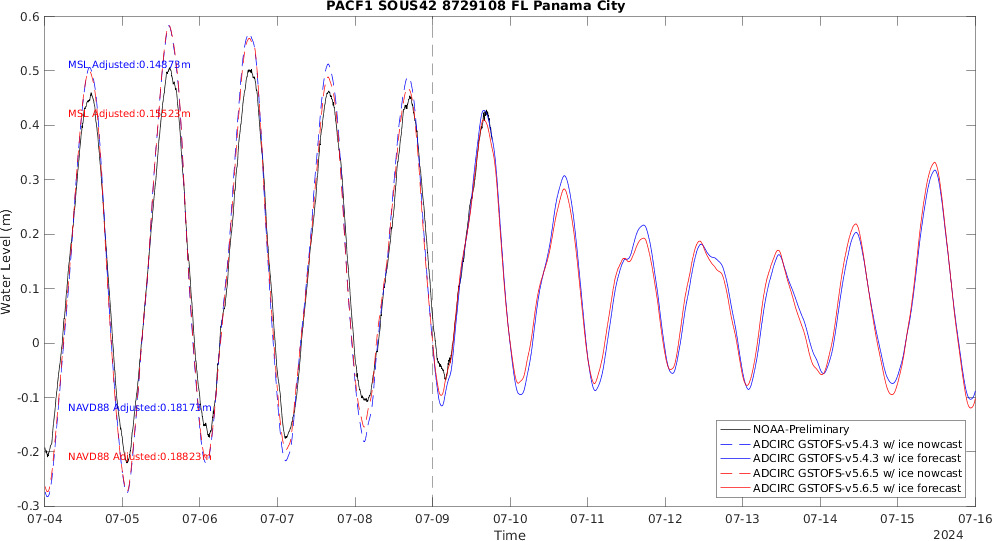 PACF1 SOUS42 8729108 FL Panama City
0.6
0.5
0.4
0.3
0.2
0.1
0
-0.1
-0.2
-0.3
Water Level (m)
MSL Adjusted:0.14873m
MSL Adjusted:0.15523m
NAVD88 Adjusted:0.18173m
NAVD88 Adjusted:0.18823m
NOAA-Preliminary
ADCIRC GSTOFS-v5.4.3 w/ ice nowcast
ADCIRC GSTOFS-v5.4.3 w/ ice forecast
ADCIRC GSTOFS-v5.6.5 w/ ice nowcast
ADCIRC GSTOFS-v5.6.5 w/ ice forecast
07-04 07-05 07-06 07-07 07-08 07-09 07-10 07-11 07-12 07-13 07-14 07-15 07-16
Time
2024